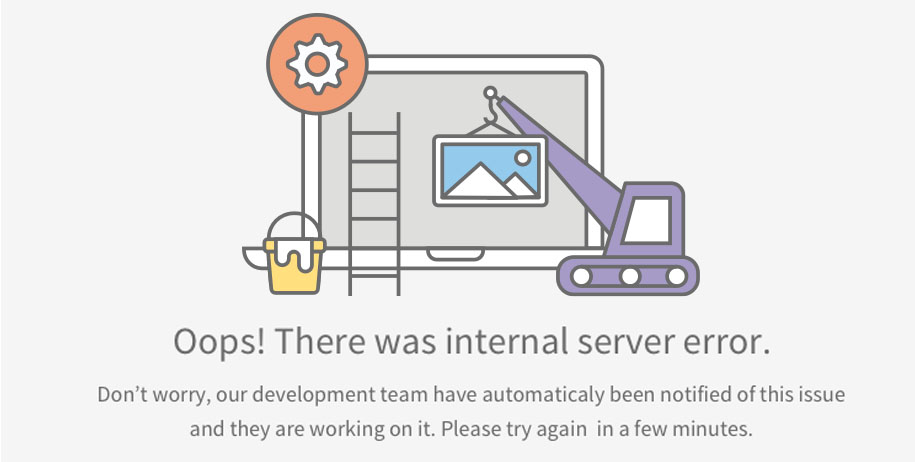 Oops! There was internal server error.
Don’t worry, our development team have automaticaly been notified of this issue
and they are working on it. Please try again  in a few minutes.